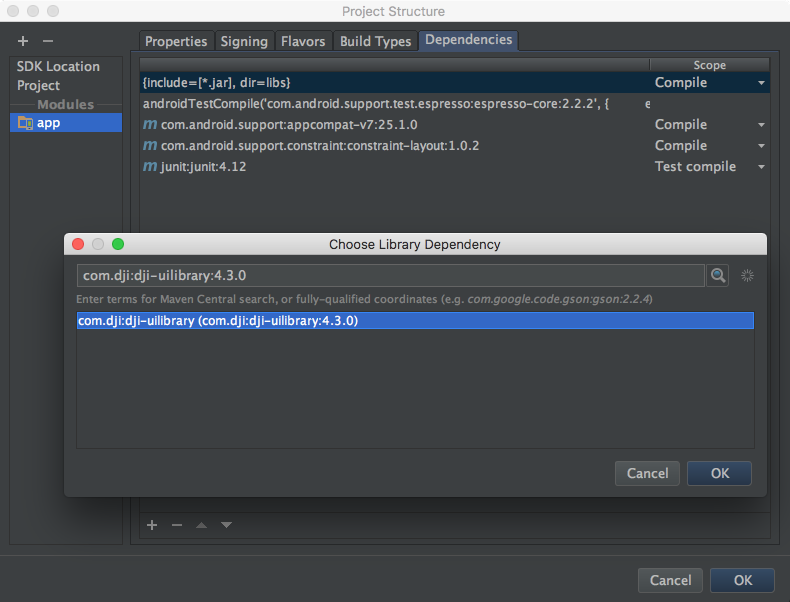 Project Structure
Properties Signing Flavors Build Types Dependencies
SDK Location
Project
Modules
app
Scope
{include=[*.jar], dir=libs} Compile
androidTestCompile('com.android.support.test.espresso:espresso-core:2.2.2', { e
m com.android.support:appcompat-v7:25.1.0 Compile
m com.android.support.constraint:constraint-layout:1.0.2 Compile
m junit:junit:4.12 Test compile
Choose Library Dependency
com.dji:dji-uilibrary:4.3.0
Enter terms for Maven Central search, or fully-qualified coordinates (e.g. com.google.code.gson:gson:2.2.4)
com.dji:dji-uilibrary (com.dji:dji-uilibrary:4.3.0)
Cancel OK
Cancel OK